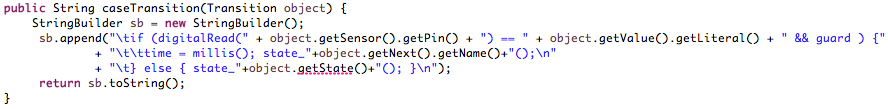 public String caseTransition(Transition object) {
StringBuilder sb = new StringBuilder();
sb.append("\tif (digitalRead(" + object.getSensor().getPin() + ") == " + object.getValue().getLiteral() + " && guard ) {"
+ "\t\ttime = millis(); state_"+object.getNext().getName()+"();\n"
+ "\t} else { state_"+object.getState()+"(); }\n");
return sb.toString();
}